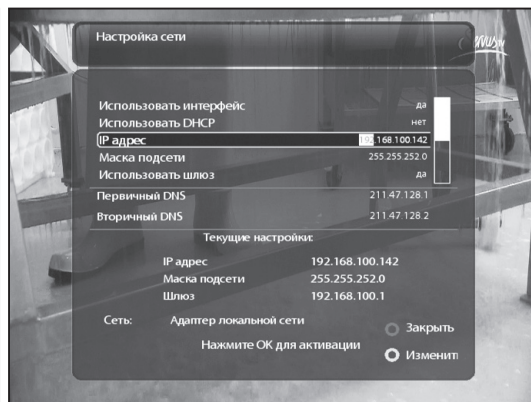 Настройка сети
Использовать интерфейс да
Использовать DHCP нет
IP адрес 192.168.100.142
Маска подсети 255.255.252.0
Использовать шлюз да
Первичный DNS 211.47.128.1
Вторичный DNS 211.47.128.2
Текущие настройки:
IP адрес 192.168.100.142
Маска подсети 255.255.252.0
Шлюз 192.168.100.1
Сеть: Адаптер локальной сети
Закрыть
Нажмите OK для активации
Изменит